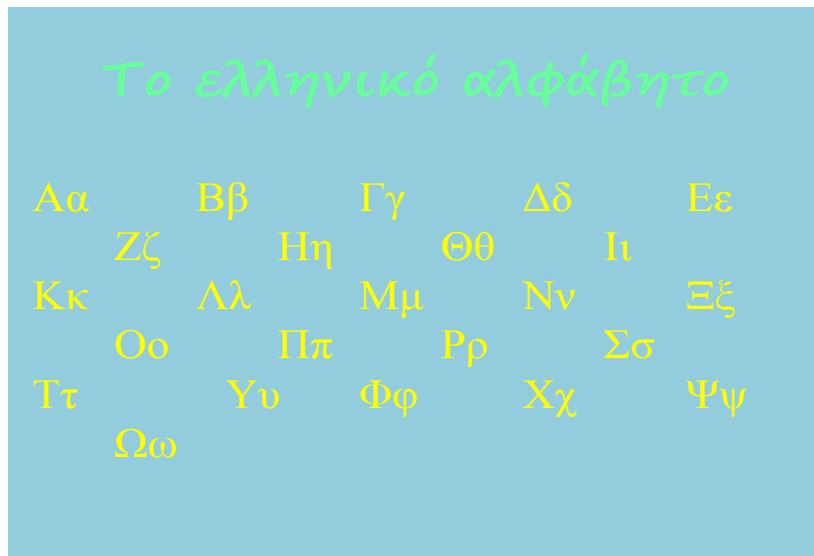 Το ελληνικό αλφάβητο
Αα Ββ Γγ Δδ Εε
Ζζ Ηη Θθ Ιι
Κκ Λλ Μμ Νν Ξξ
Οο Ππ Ρρ Σσ
Ττ Υυ Φφ Χχ Ψψ
Ωω